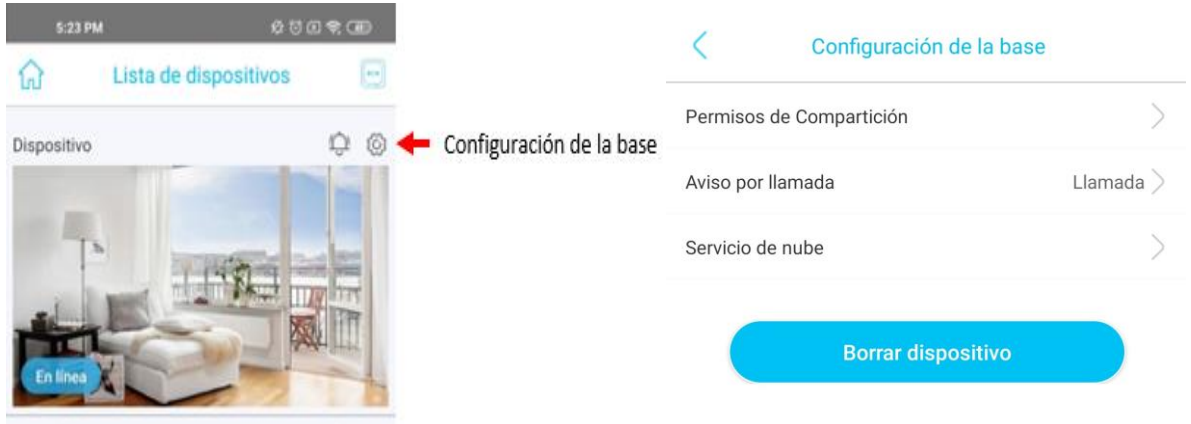 5:23 PM
Lista de dispositivos
Dispositivo
Configuración de la base
En línea
Configuración de la base
Permisos de Compartición
Aviso por llamada
Llamada
Servicio de nube
Borrar dispositivo